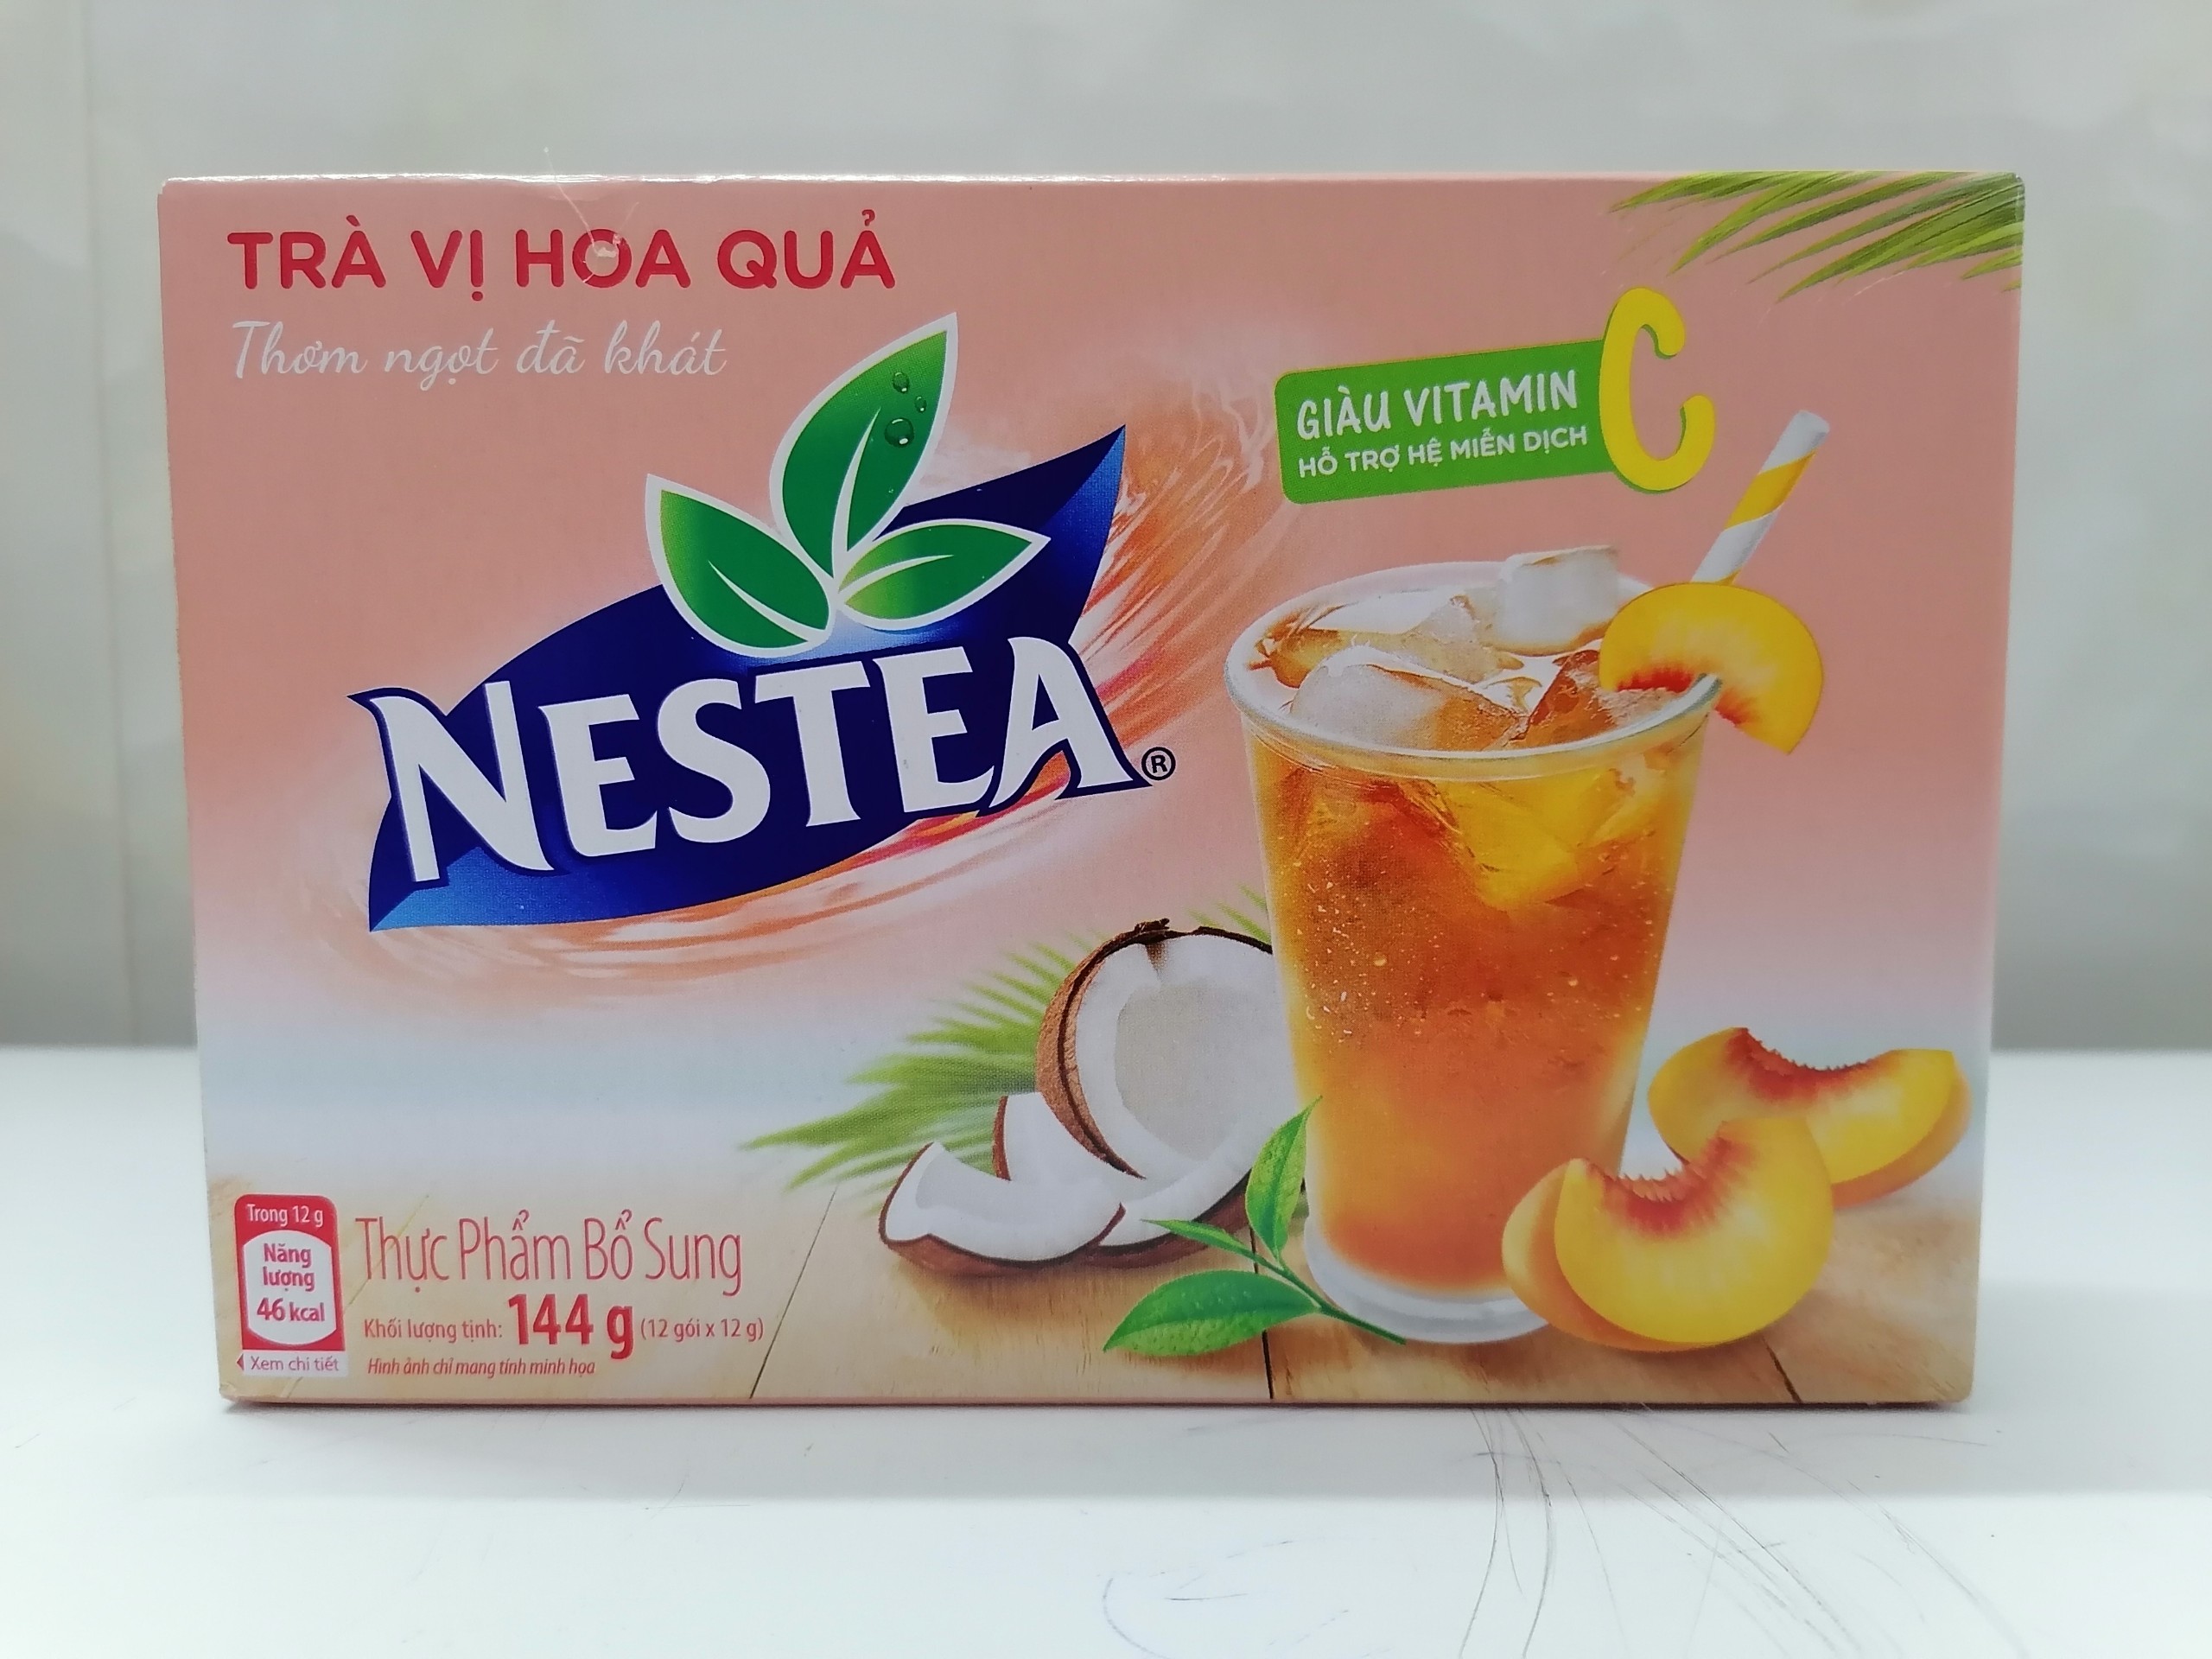 TRÀ VỊ HOA QUẢ
Thơm ngọt đã khát
GIÀU VITAMIN C
HỖ TRỢ HỆ MIỄN DỊCH
NESTEA®
Trong 12 g
Năng
lượng
46 kcal
Xem chi tiết
Thực Phẩm Bổ Sung
Khối lượng tịnh: 144 g (12 gói x 12 g)
Hình ảnh chỉ mang tính minh họa